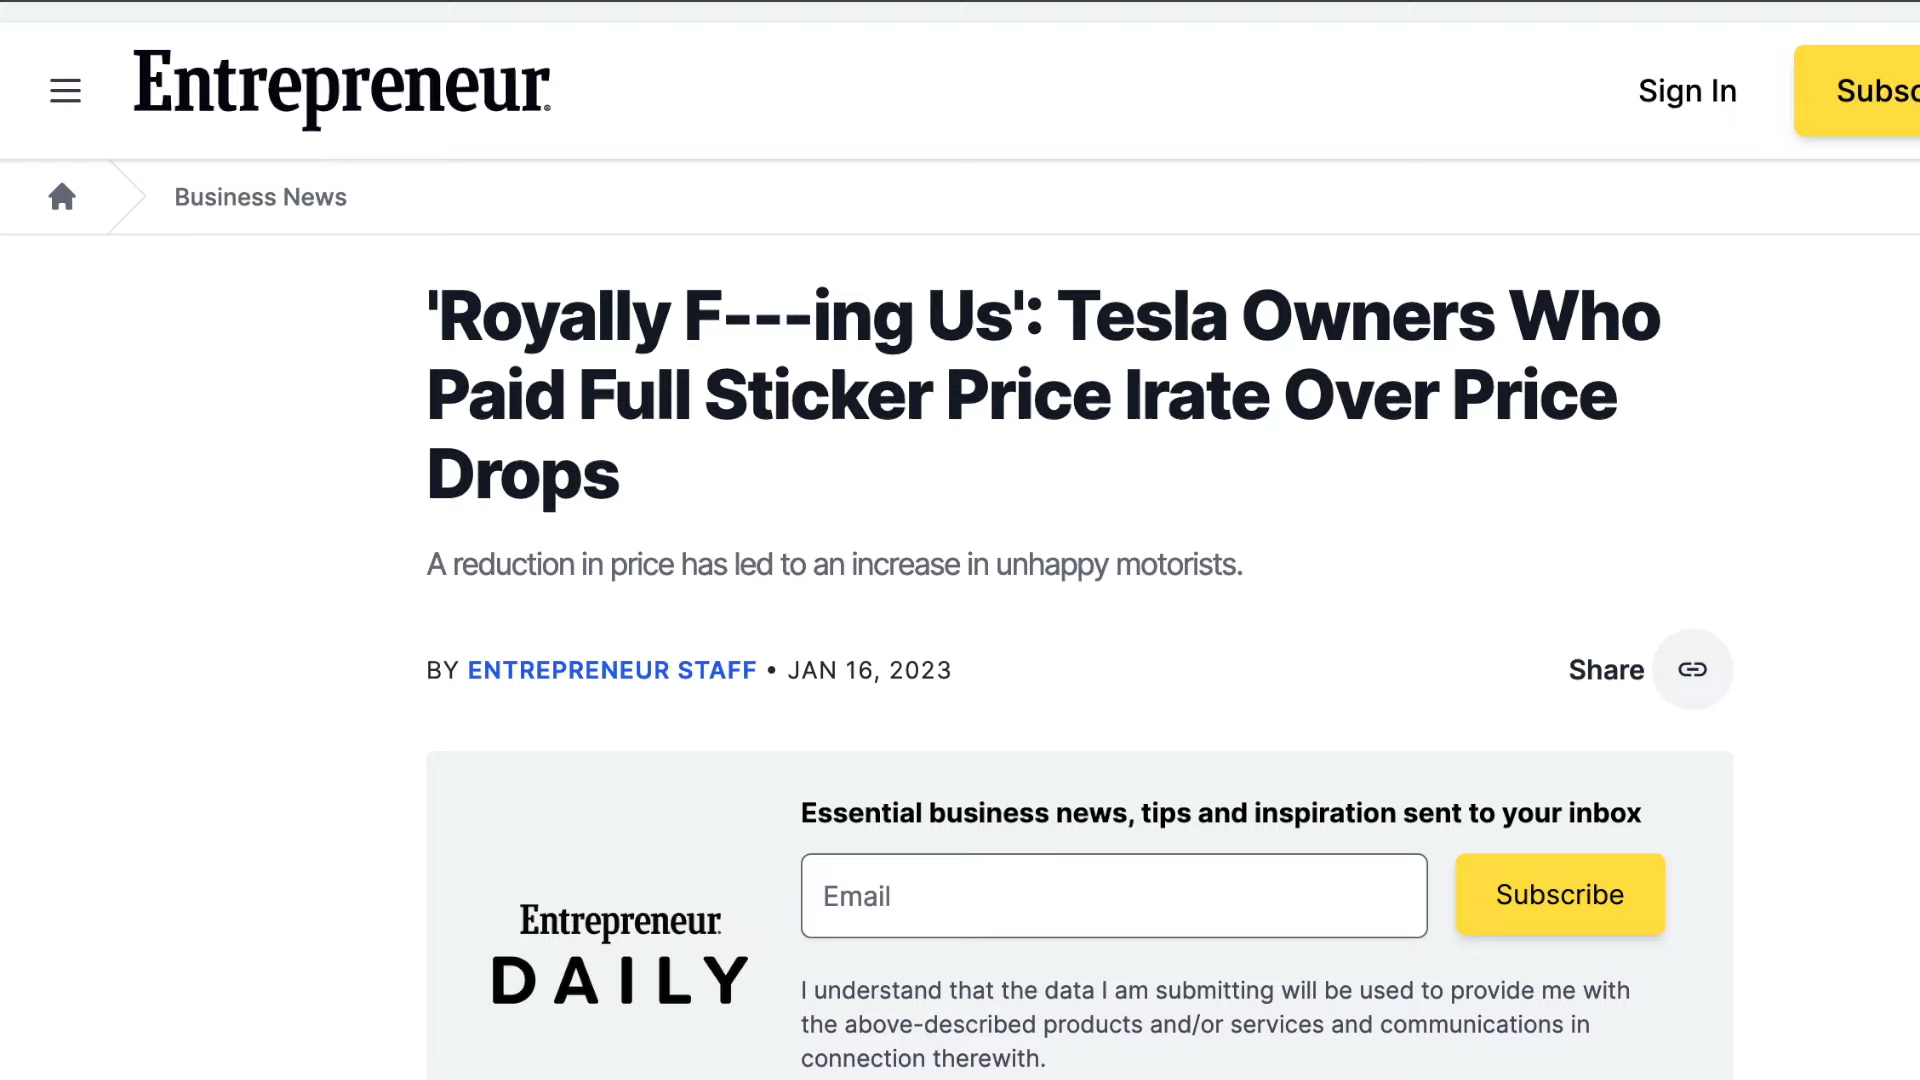 Entrepreneur
Sign In
Subsc
Business News
'Royally F---ing Us': Tesla Owners Who
Paid Full Sticker Price Irate Over Price
Drops
A reduction in price has led to an increase in unhappy motorists.
BY ENTREPRENEUR STAFF • JAN 16, 2023
Share
Essential business news, tips and inspiration sent to your inbox
Email
Subscribe
Entrepreneur
DAILY
I understand that the data I am submitting will be used to provide me with
the above-described products and/or services and communications in
connection therewith.